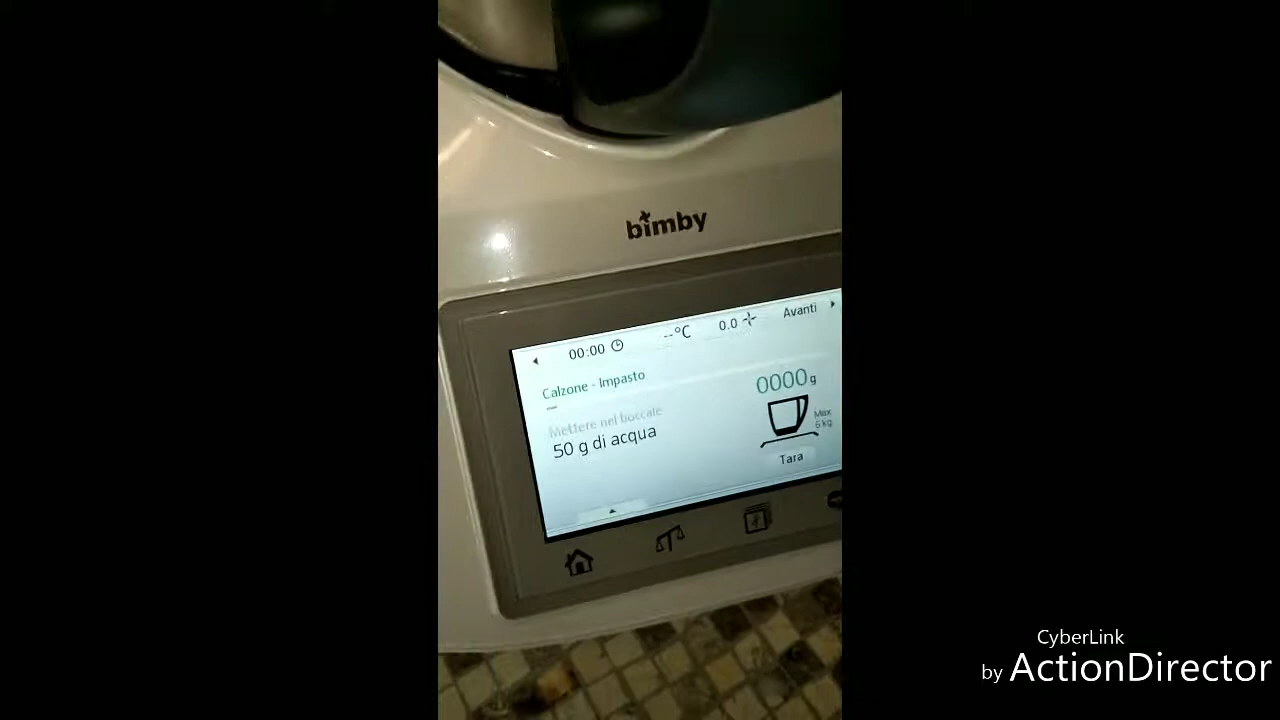 bimby
00:00
--°C
0.0
Avanti
Calzone - Impasto
0000 g
Mettere nel boccale
50 g di acqua
Max
5 kg
Tara
CyberLink
by ActionDirector